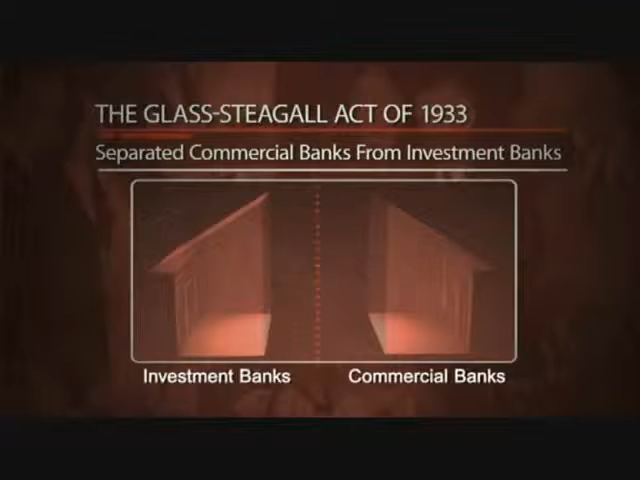 THE GLASS-STEAGALL ACT OF 1933
Separated Commercial Banks From Investment Banks
Investment Banks
Commercial Banks